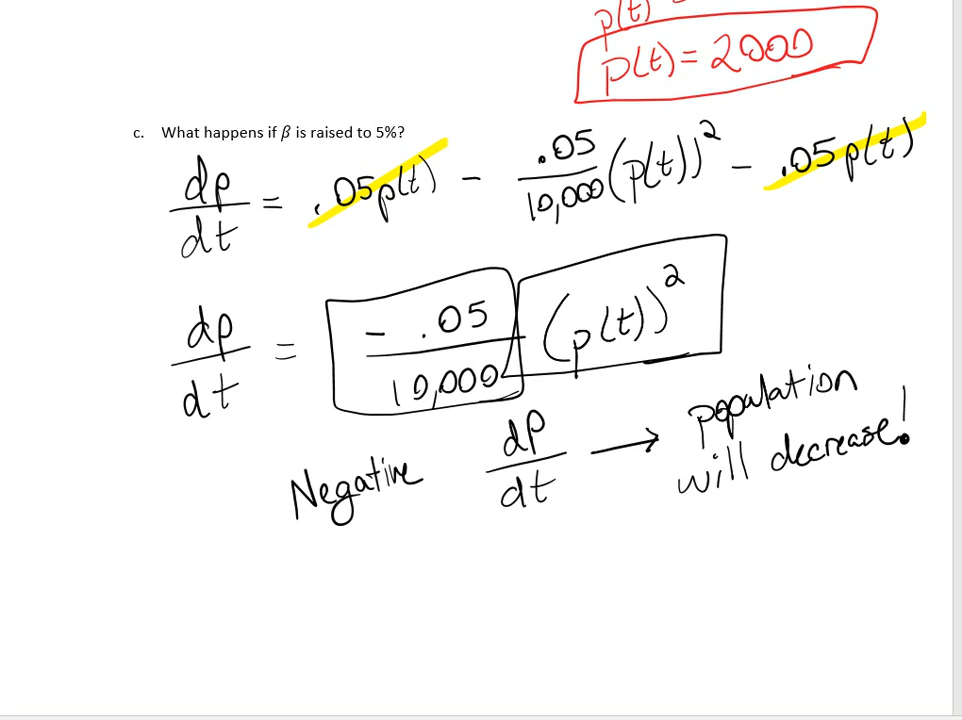 p(t)
p(t) = 2000
c. What happens if β is raised to 5%?
dp/dt = .05p(t) - .05/10,000 (p(t))² - .05p(t)
dp/dt = - .05/10,000 (p(t))²
Negative dP/dt → population will decrease!